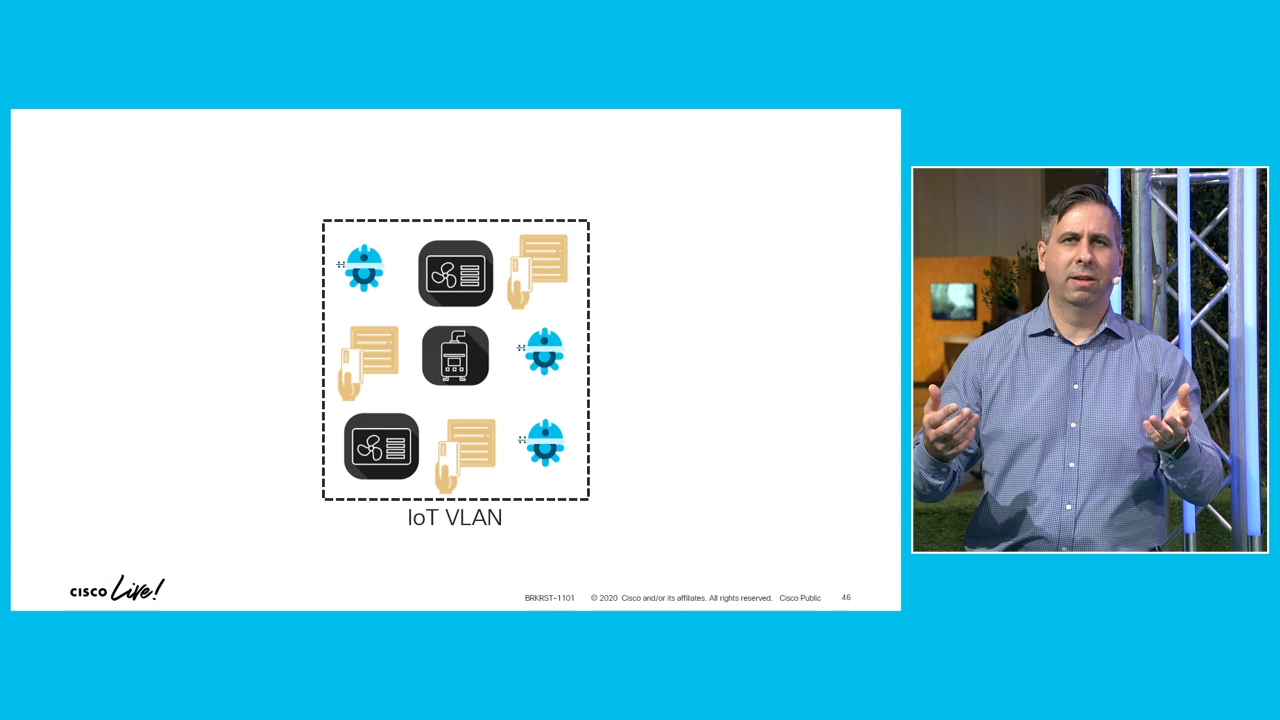 IoT VLAN
CISCO Live!
BRKRST-1101 © 2020 Cisco and/or its affiliates. All rights reserved. Cisco Public 46